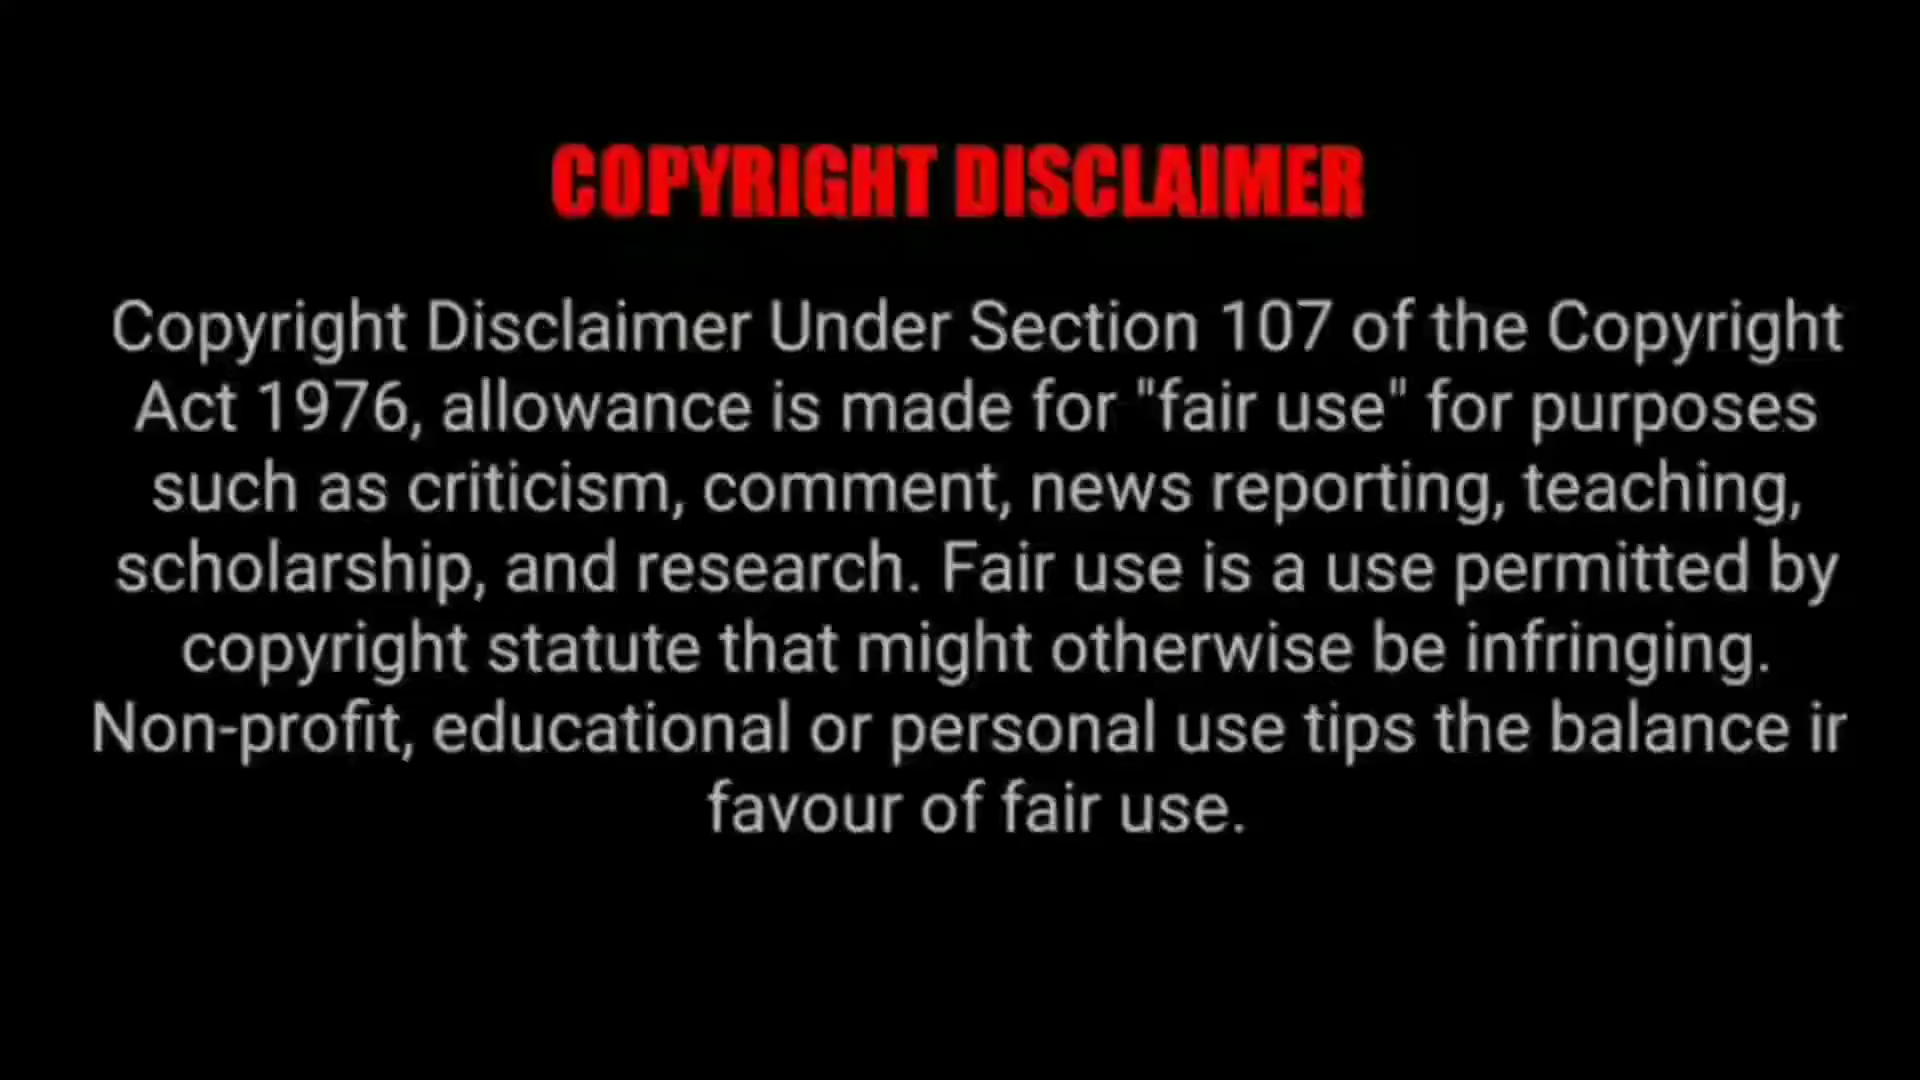 COPYRIGHT DISCLAIMER
Copyright Disclaimer Under Section 107 of the Copyright
Act 1976, allowance is made for "fair use" for purposes
such as criticism, comment, news reporting, teaching,
scholarship, and research. Fair use is a use permitted by
copyright statute that might otherwise be infringing.
Non-profit, educational or personal use tips the balance ir
favour of fair use.